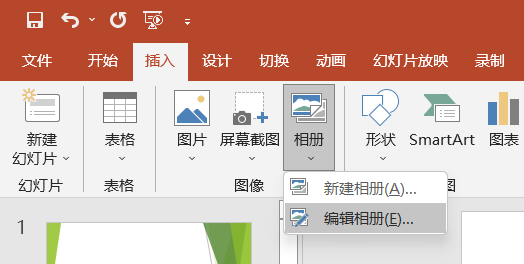 文件 开始 插入 设计 切换 动画 幻灯片放映 录制
新建
幻灯片 表格 图片 屏幕截图 相册 形状 SmartArt 图表
幻灯片 表格 图像 图
新建相册(A)...
编辑相册(E)...
1